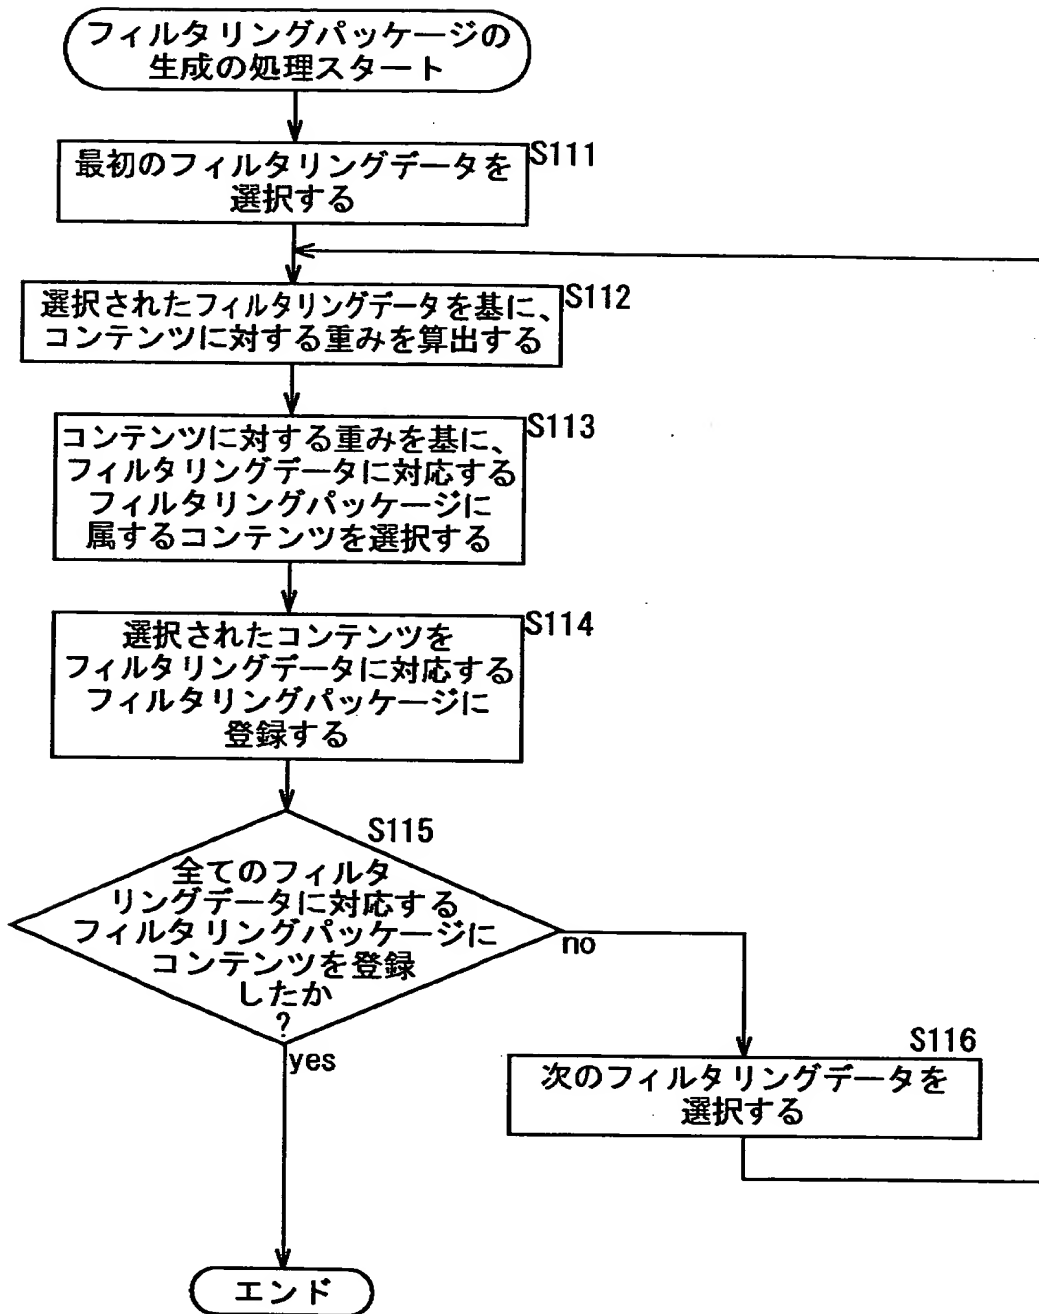 フィルタリングパッケージの
生成の処理スタート
S111
最初のフィルタリングデータを
選択する
S112
選択されたフィルタリングデータを基に、
コンテンツに対する重みを算出する
S113
コンテンツに対する重みを基に、
フィルタリングデータに対応する
フィルタリングパッケージに
属するコンテンツを選択する
S114
選択されたコンテンツを
フィルタリングデータに対応する
フィルタリングパッケージに
登録する
S115
全てのフィルタ
リングデータに対応する
フィルタリングパッケージに
コンテンツを登録
したか
?
no
yes
S116
次のフィルタリングデータを
選択する
エンド